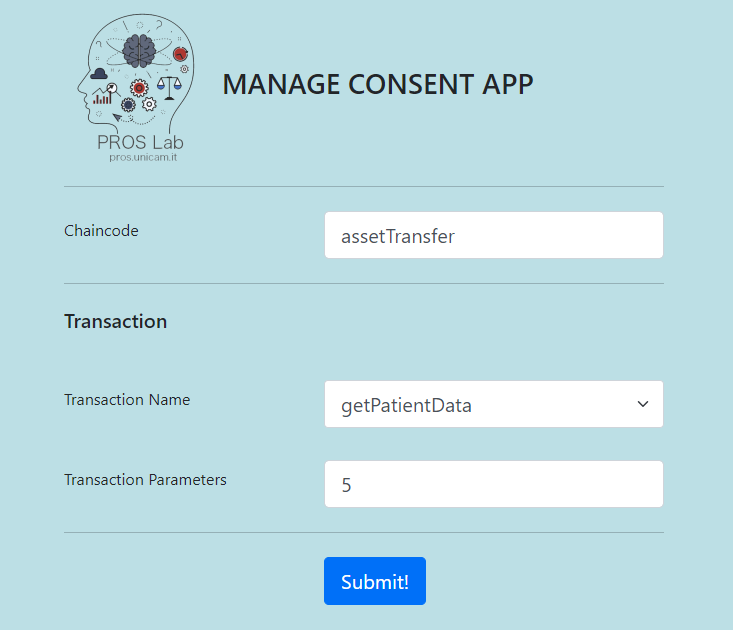 MANAGE CONSENT APP
PROS Lab
pros.unicam.it
Chaincode
assetTransfer
Transaction
Transaction Name
getPatientData
Transaction Parameters
5
Submit!